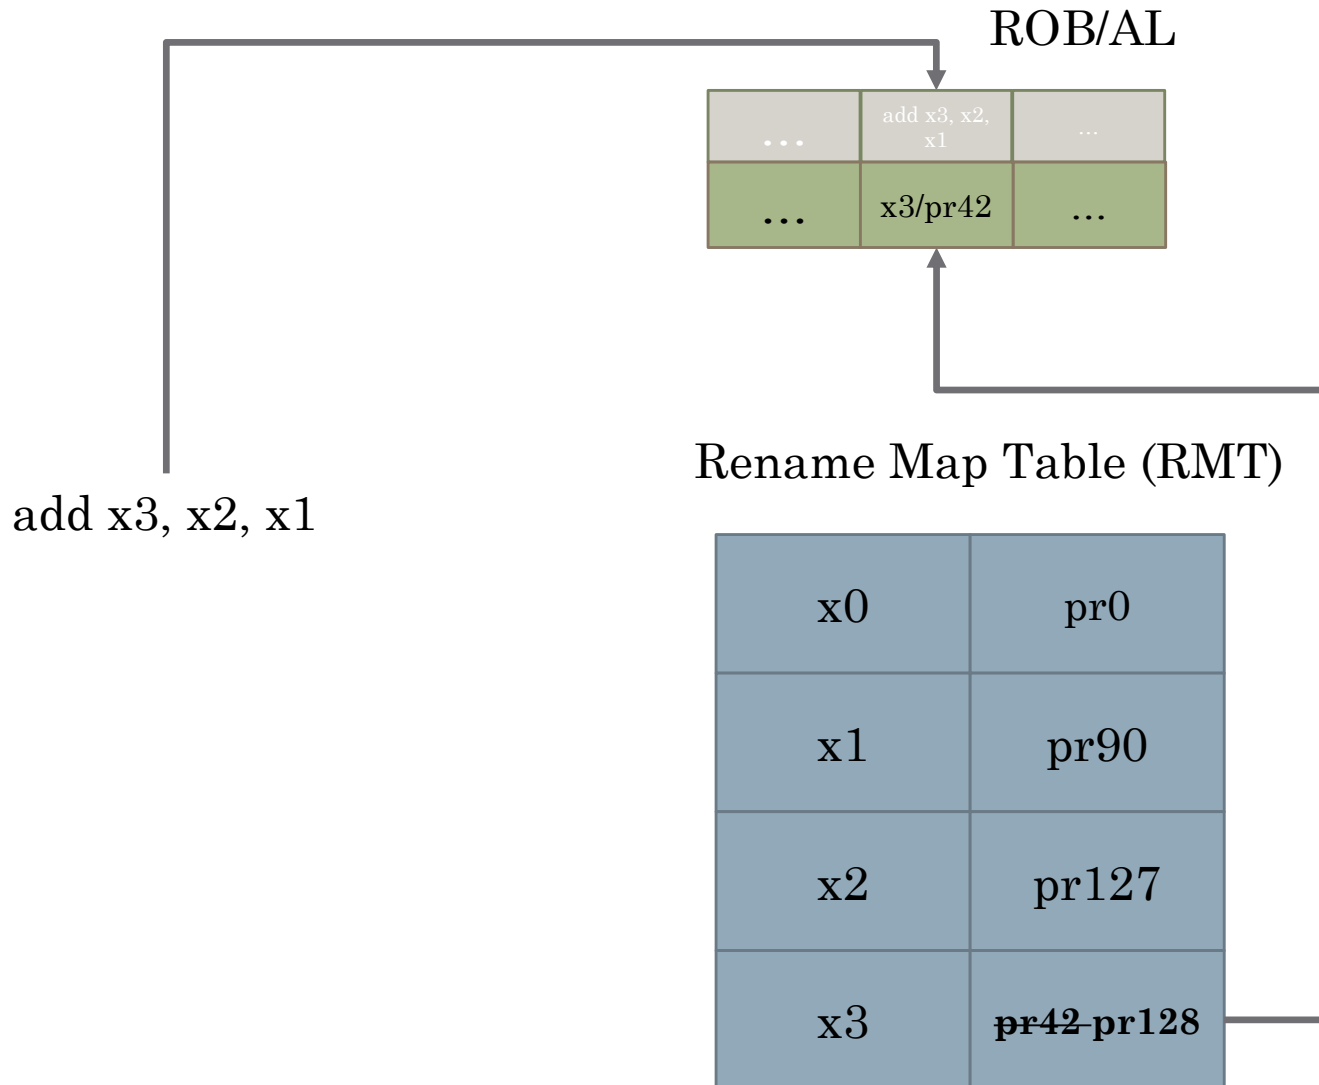 ROB/AL
... add x3, x2, ...
x1
... x3/pr42 ...
Rename Map Table (RMT)
add x3, x2, x1
x0 pr0
x1 pr90
x2 pr127
x3 pr42 pr128